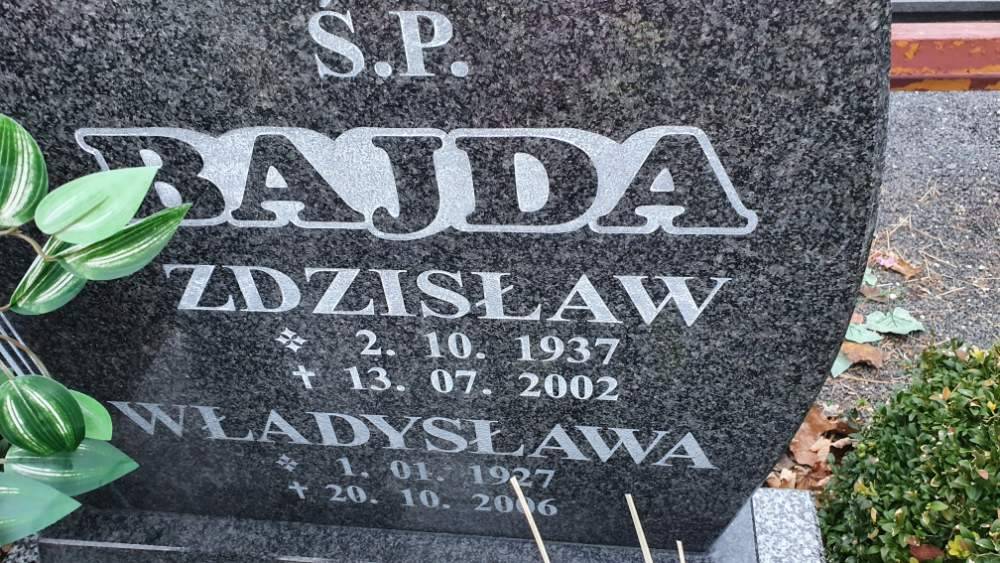 Ś.P.
BAJDA
ZDZISŁAW
2. 10. 1937
✝ 13. 07. 2002
WŁADYSŁAWA
1. 01. 1927
✝ 20. 10. 2006